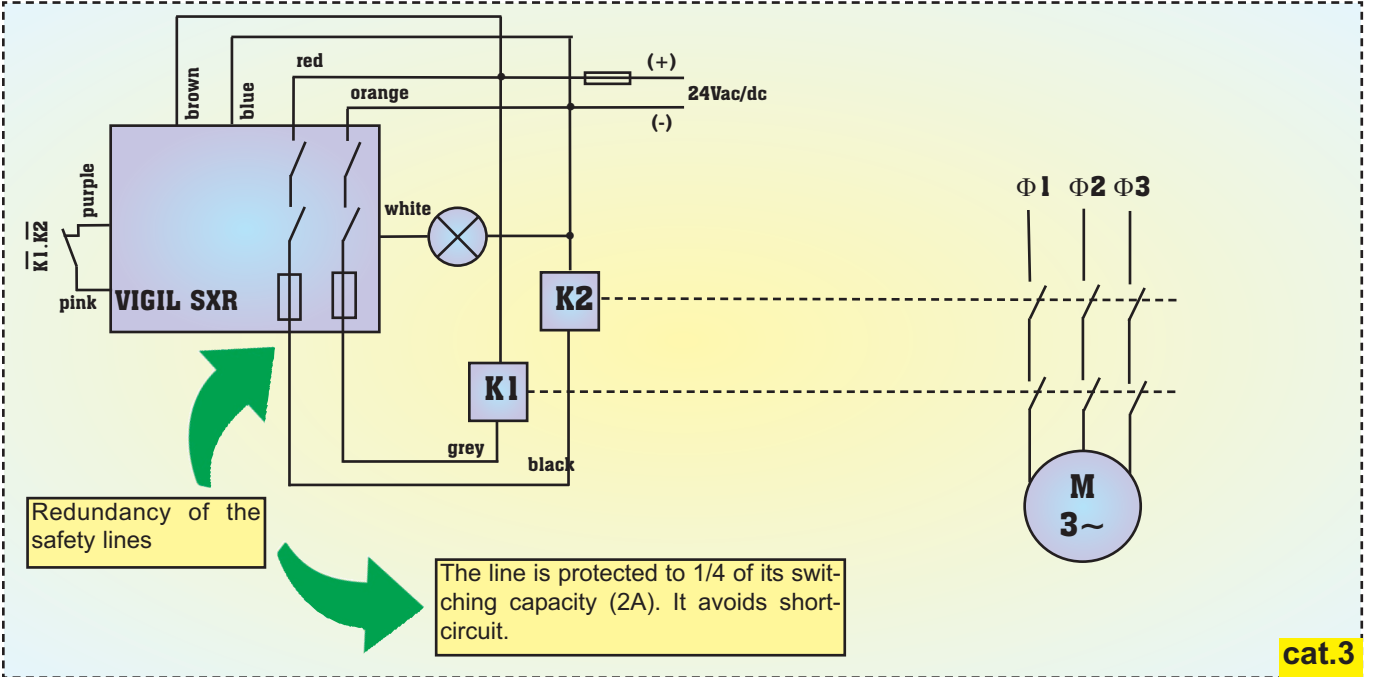 red
(+)
brown
blue
orange
24Vac/dc
(-)
purple
K̅1̅.K̅2̅
white
Φ1 Φ2 Φ3
pink
VIGIL SXR
K2
K1
grey
black
M
3~
Redundancy of the
safety lines
The line is protected to 1/4 of its swit-
ching capacity (2A). It avoids short-
circuit.
cat.3